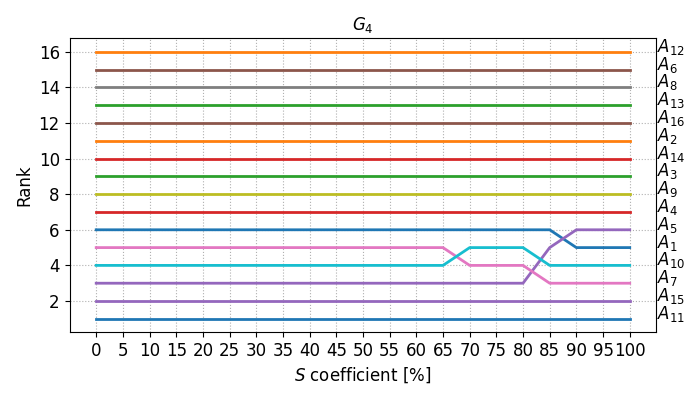 G₄
16
14
12
10
8
6
4
2
Rank
A₁₂
A₆
A₈
A₁₃
A₁₆
A₂
A₁₄
A₃
A₉
A₄
A₅
A₁
A₁₀
A₇
A₁₅
A₁₁
0 5 10 15 20 25 30 35 40 45 50 55 60 65 70 75 80 85 90 95 100
S coefficient [%]